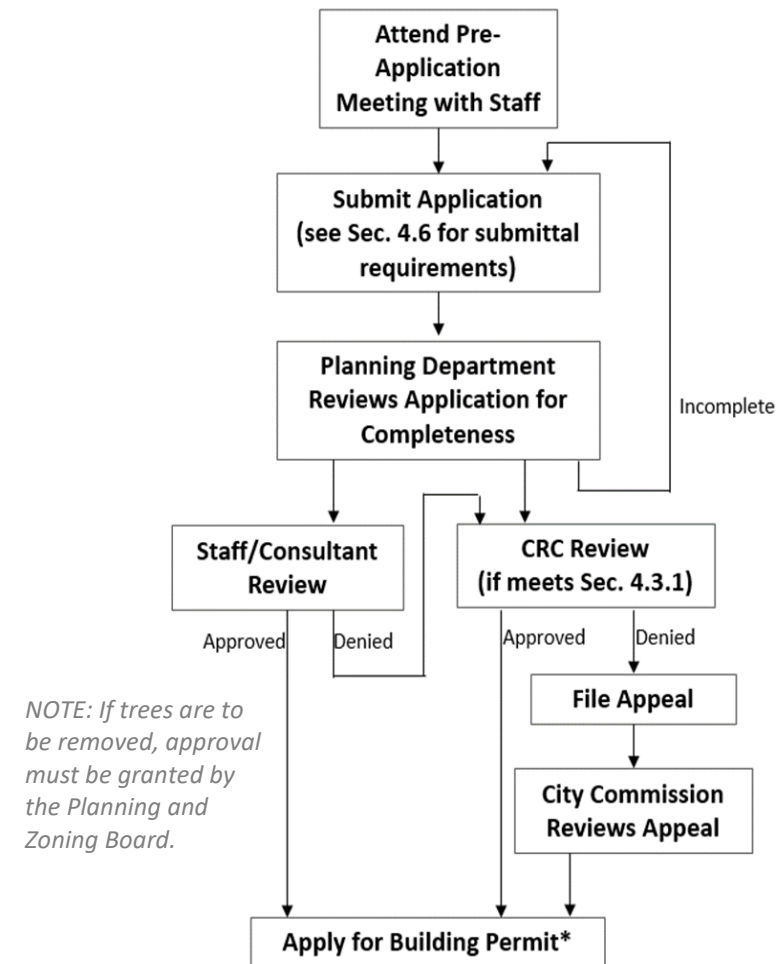 Attend Pre-
Application
Meeting with Staff
Submit Application
(see Sec. 4.6 for submittal
requirements)
Planning Department
Reviews Application for
Completeness
Incomplete
Staff/Consultant
Review
CRC Review
(if meets Sec. 4.3.1)
Approved
Denied
Approved
Denied
File Appeal
NOTE: If trees are to
be removed, approval
must be granted by
the Planning and
Zoning Board.
City Commission
Reviews Appeal
Apply for Building Permit*